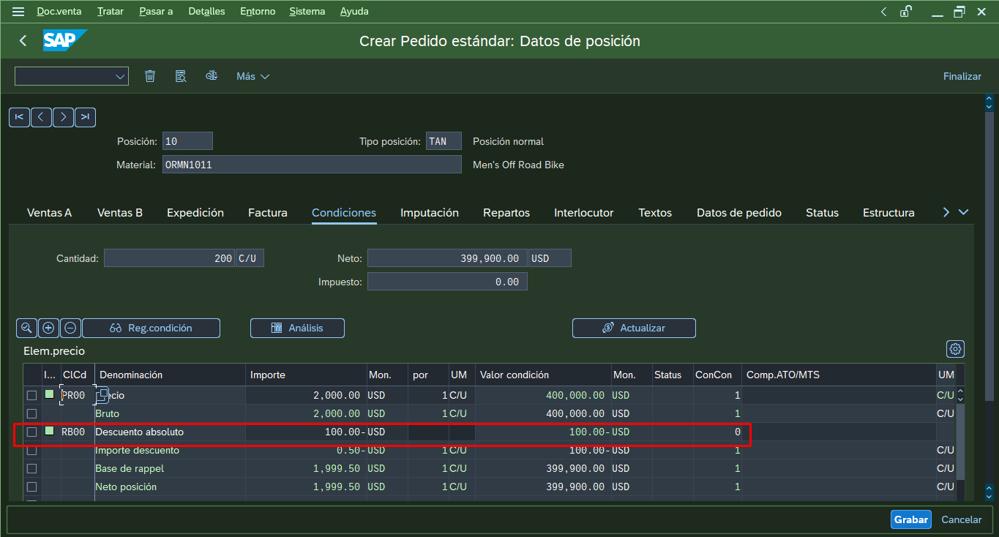 Doc.venta Tratar Pasar a Detalles Entorno Sistema Ayuda
SAP Crear Pedido estándar: Datos de posición
Más Finalizar
Posición: 10 Tipo posición: TAN Posición normal
Material: ORMN1011 Men's Off Road Bike
Ventas A Ventas B Expedición Factura Condiciones Imputación Repartos Interlocutor Textos Datos de pedido Status Estructura
Cantidad: 200 C/U Neto: 399,900.00 USD
Impuesto: 0.00
Reg.condición Análisis Actualizar
Elem.precio
I... ClCd Denominación Importe Mon. por UM Valor condición Mon. Status ConCon Comp.ATO/MTS UM
PR00 ecio 2,000.00 USD 1 C/U 400,000.00 USD 1 C/U
Bruto 2,000.00 USD 1 C/U 400,000.00 USD 1 C/U
RB00 Descuento absoluto 100.00- USD 100.00- USD 0
Importe descuento 0.50- USD 1 C/U 100.00- USD 1 C/U
Base de rappel 1,999.50 USD 1 C/U 399,900.00 USD 1 C/U
Neto posición 1,999.50 USD 1 C/U 399,900.00 USD 1 C/U
Grabar Cancelar